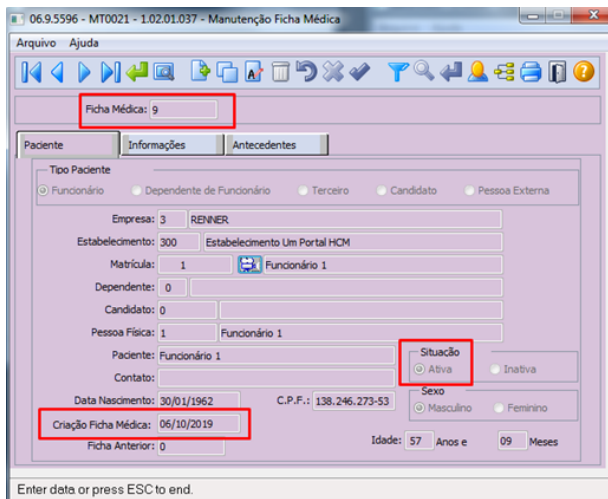 06.9.5596 - MT0021 - 1.02.01.037 - Manutenção Ficha Médica
Arquivo Ajuda
Ficha Médica: 9
Paciente Informações Antecedentes
Tipo Paciente
Funcionário Dependente de Funcionário Terceiro Candidato Pessoa Externa
Empresa: 3 RENNER
Estabelecimento: 300 Estabelecimento Um Portal HCM
Matrícula: 1 Funcionário 1
Dependente: 0
Candidato: 0
Pessoa Física: 1 Funcionário 1
Paciente: Funcionário 1
Situacão
Ativa Inativa
Contato:
Sexo
Data Nascimento: 30/01/1962 C.P.F.: 138.246.273-53
Masculino Feminino
Criação Ficha Médica: 06/10/2019
Ficha Anterior: 0 Idade: 57 Anos e 09 Meses
Enter data or press ESC to end.